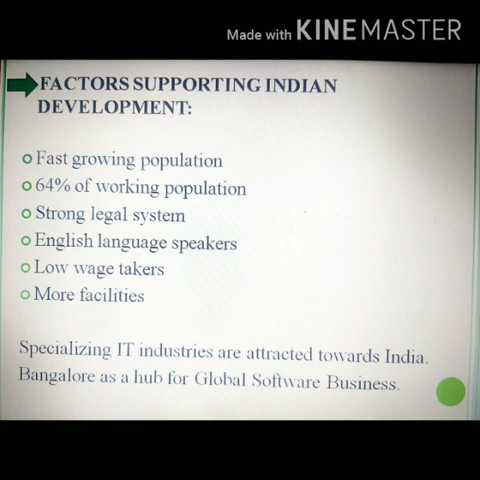 Made with KINEMASTER
FACTORS SUPPORTING INDIAN
DEVELOPMENT:
Fast growing population
64% of working population
Strong legal system
English language speakers
Low wage takers
More facilities
Specializing IT industries are attracted towards India.
Bangalore as a hub for Global Software Business.